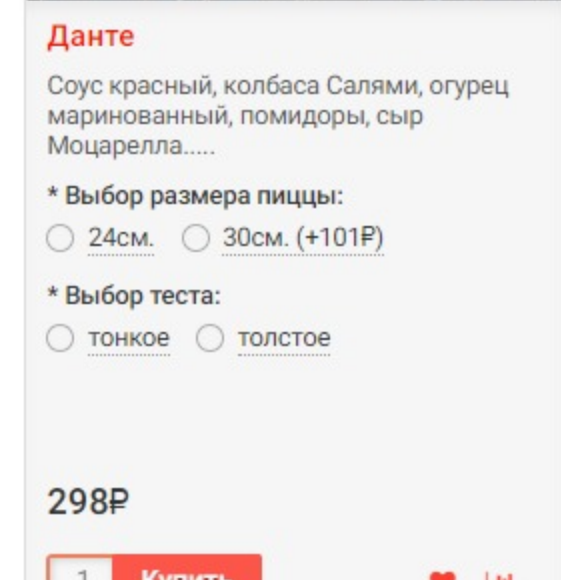 Данте
Соус красный, колбаса Салями, огурец
маринованный, помидоры, сыр
Моцарелла.....
* Выбор размера пиццы:
24см. 30см. (+101₽)
* Выбор теста:
тонкое толстое
298₽
1 Купить